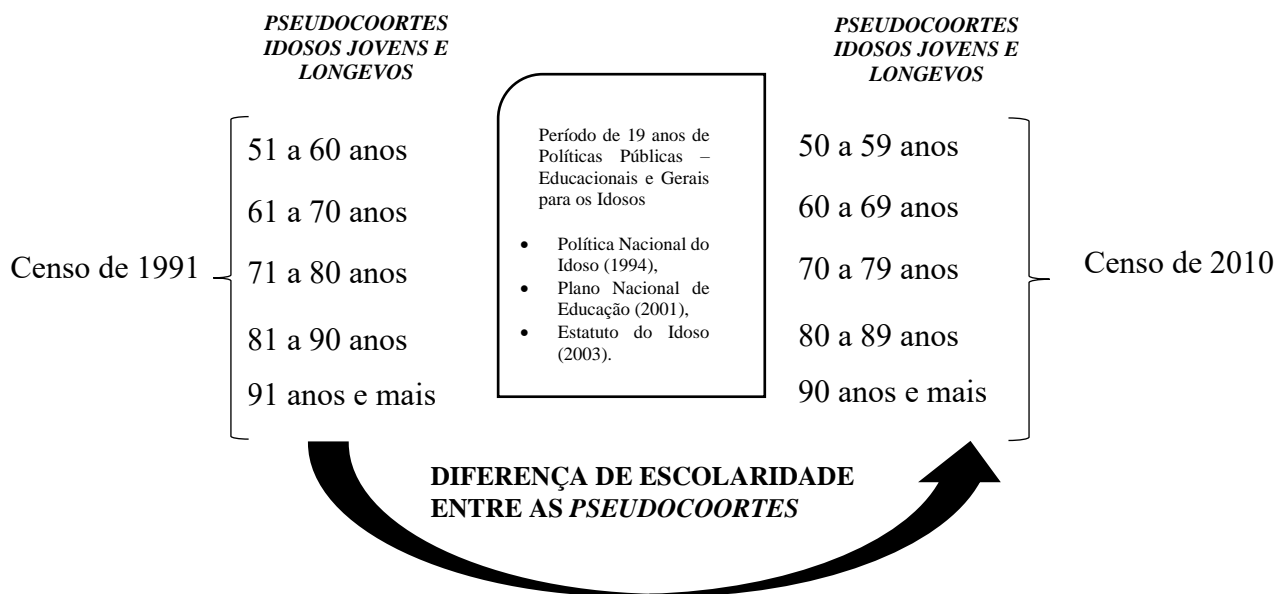 PSEUDOCOORTES
IDOSOS JOVENS E
LONGEVOS
Censo de 1991
51 a 60 anos
61 a 70 anos
71 a 80 anos
81 a 90 anos
91 anos e mais
Período de 19 anos de
Políticas Públicas –
Educacionais e Gerais
para os Idosos
• Política Nacional do
Idoso (1994),
• Plano Nacional de
Educação (2001),
• Estatuto do Idoso
(2003).
PSEUDOCOORTES
IDOSOS JOVENS E
LONGEVOS
50 a 59 anos
60 a 69 anos
70 a 79 anos
80 a 89 anos
90 anos e mais
Censo de 2010
DIFERENÇA DE ESCOLARIDADE
ENTRE AS PSEUDOCOORTES